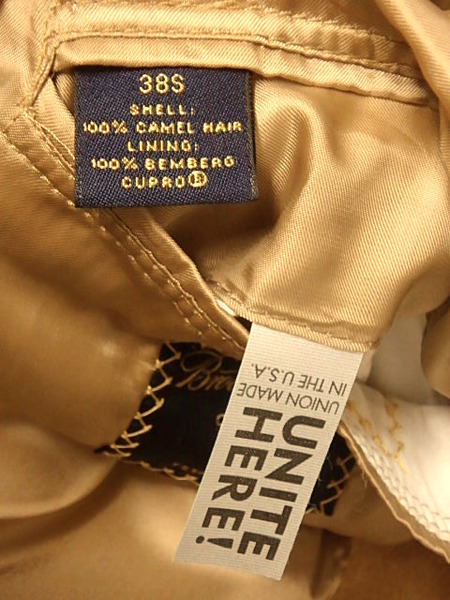 38S
SHELL:
100% CAMEL HAIR
LINING:
100% BEMBERG
CUPRO
UNITE
HERE!
UNION MADE
IN THE U.S.A.